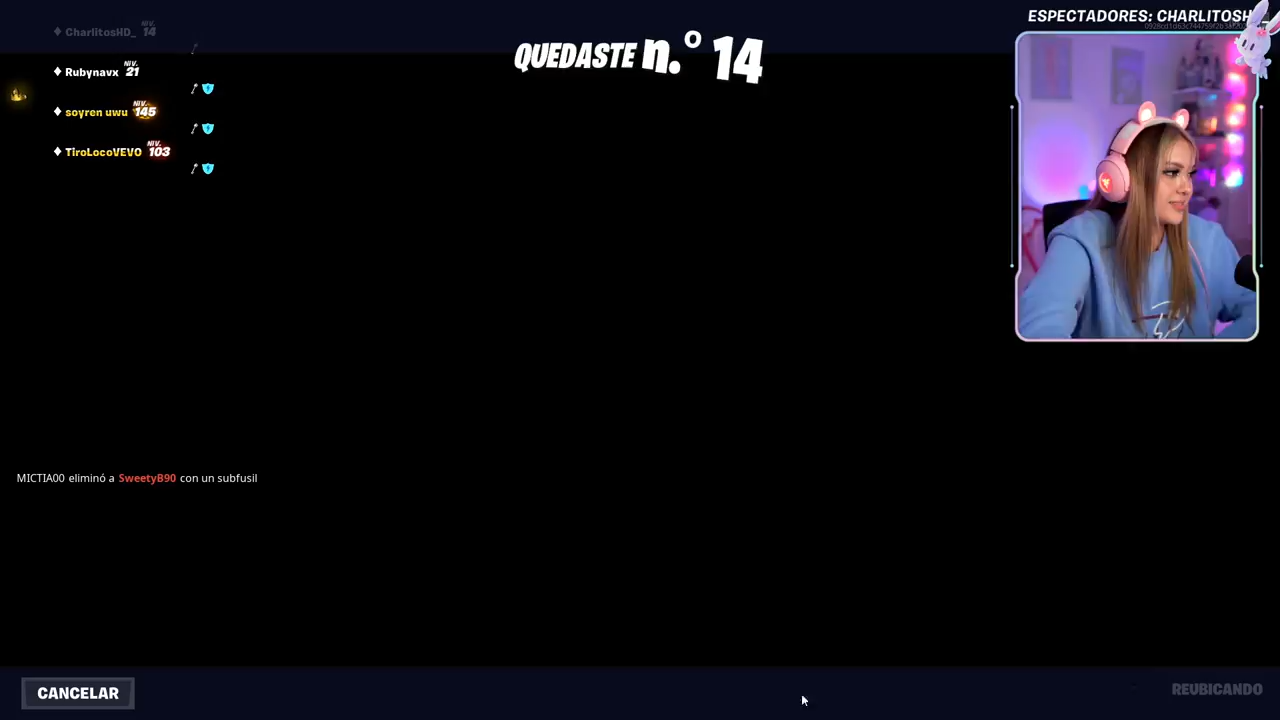 ESPECTADORES: CHARLITOSH
CharlitosHD_ NIV. 14
QUEDASTE n.º 14
Rubynavx NIV. 21
soyren uwu NIV. 145
TiroLocoVEVO NIV. 103
MICTIA00 eliminó a SweetyB90 con un subfusil
CANCELAR
REUBICANDO